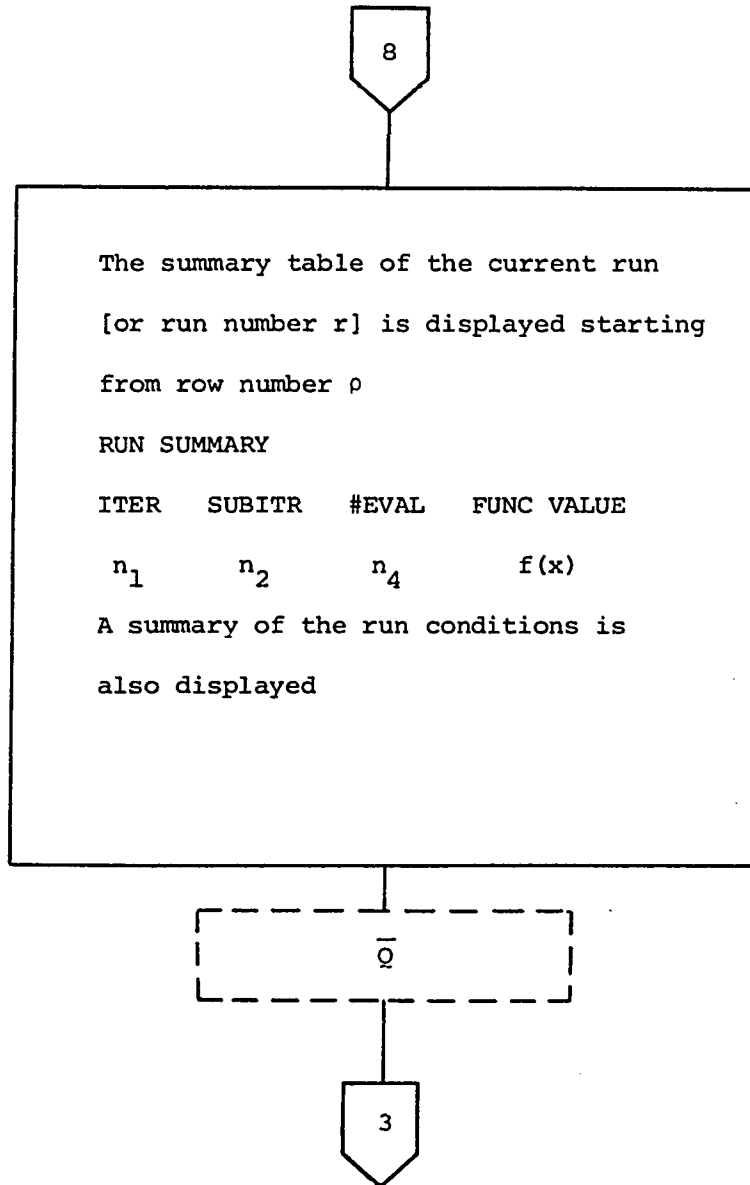 8
The summary table of the current run
[or run number r] is displayed starting
from row number ρ
RUN SUMMARY
ITER SUBITR #EVAL FUNC VALUE
n₁ n₂ n₄ f(x)
A summary of the run conditions is
also displayed
Q̰̅
3